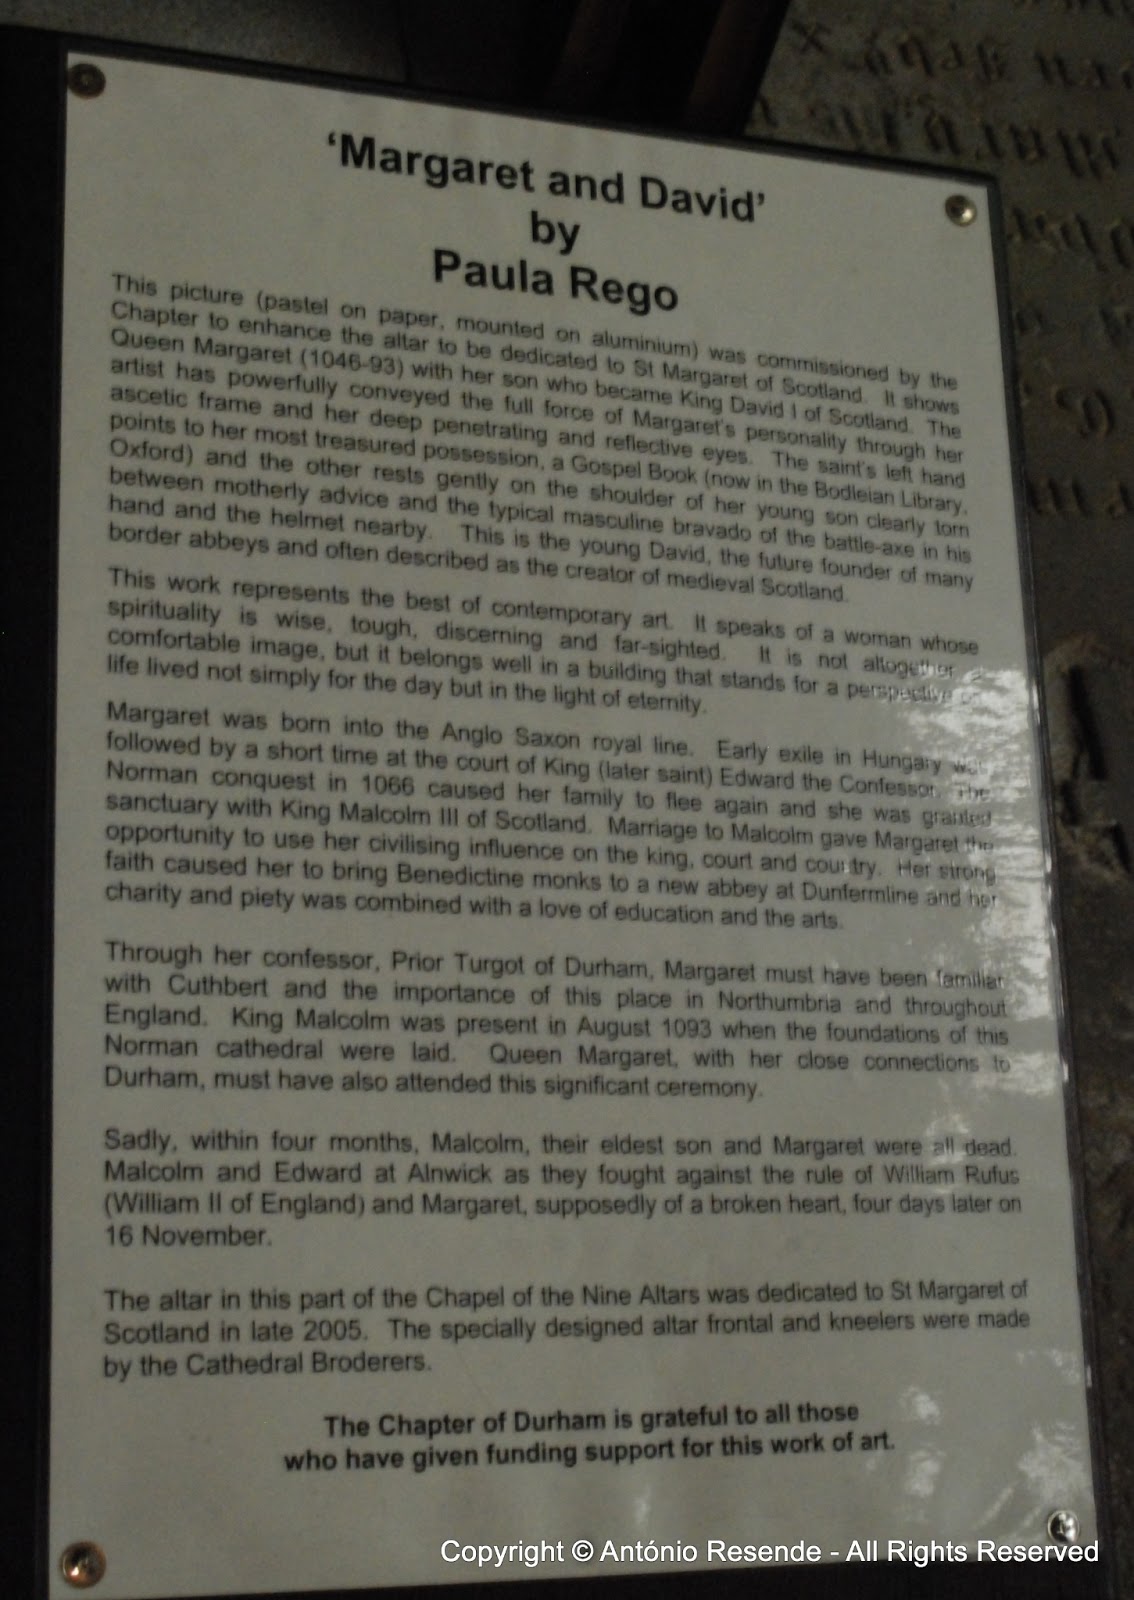 'Margaret and David'
by
Paula Rego
This picture (pastel on paper, mounted on aluminium) was commissioned by the
Chapter to enhance the altar to be dedicated to St Margaret of Scotland. It shows
Queen Margaret (1046-93) with her son who became King David I of Scotland. The
artist has powerfully conveyed the full force of Margaret's personality through her
ascetic frame and her deep penetrating and reflective eyes. The saint's left hand
points to her most treasured possession, a Gospel Book (now in the Bodleian Library,
Oxford) and the other rests gently on the shoulder of her young son clearly torn
between motherly advice and the typical masculine bravado of the battle-axe in his
hand and the helmet nearby. This is the young David, the future founder of many
border abbeys and often described as the creator of medieval Scotland.
This work represents the best of contemporary art. It speaks of a woman whose
spirituality is wise, tough, discerning and far-sighted. It is not altogether a
comfortable image, but it belongs well in a building that stands for a perspective on
life lived not simply for the day but in the light of eternity.
Margaret was born into the Anglo Saxon royal line. Early exile in Hungary was
followed by a short time at the court of King (later saint) Edward the Confessor. The
Norman conquest in 1066 caused her family to flee again and she was granted
sanctuary with King Malcolm III of Scotland. Marriage to Malcolm gave Margaret the
opportunity to use her civilising influence on the king, court and country. Her strong
faith caused her to bring Benedictine monks to a new abbey at Dunfermline and her
charity and piety was combined with a love of education and the arts.
Through her confessor, Prior Turgot of Durham, Margaret must have been familiar
with Cuthbert and the importance of this place in Northumbria and throughout
England. King Malcolm was present in August 1093 when the foundations of this
Norman cathedral were laid. Queen Margaret, with her close connections to
Durham, must have also attended this significant ceremony.
Sadly, within four months, Malcolm, their eldest son and Margaret were all dead.
Malcolm and Edward at Alnwick as they fought against the rule of William Rufus
(William II of England) and Margaret, supposedly of a broken heart, four days later on
16 November.
The altar in this part of the Chapel of the Nine Altars was dedicated to St Margaret of
Scotland in late 2005. The specially designed altar frontal and kneelers were made
by the Cathedral Broderers.
The Chapter of Durham is grateful to all those
who have given funding support for this work of art.
Copyright © António Resende - All Rights Reserved